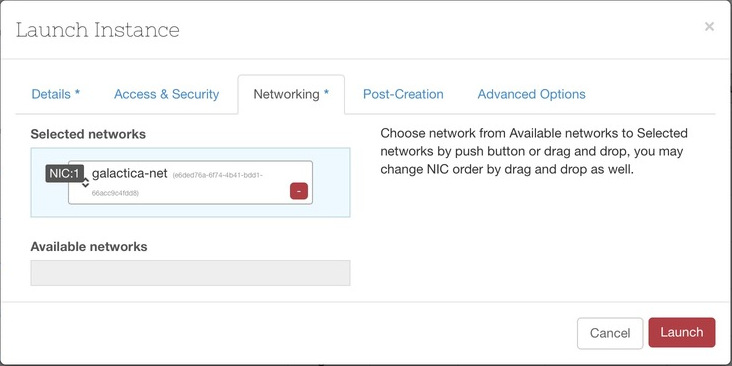 Launch Instance
×
Details *
Access & Security
Networking *
Post-Creation
Advanced Options
Selected networks
NIC:1
galactica-net (e6ded76a-6f74-4b41-bdd1-
66acc9c4fdd8)
-
Choose network from Available networks to Selected
networks by push button or drag and drop, you may
change NIC order by drag and drop as well.
Available networks
Cancel
Launch